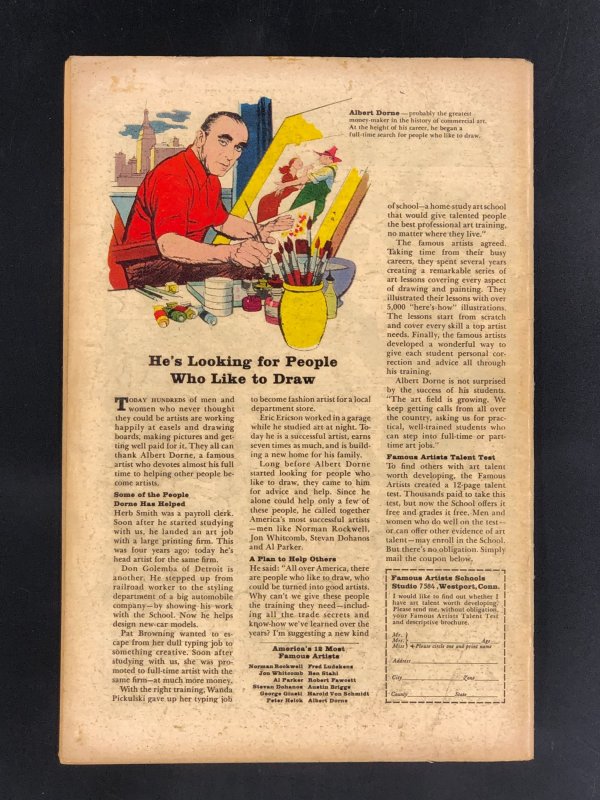 Albert Dorne — probably the greatest
money-maker in the history of commercial art.
At the height of his career, he began a
full-time search for people who like to draw.
He's Looking for People
Who Like to Draw
TODAY HUNDREDS of men and
women who never thought
they could be artists are working
happily at easels and drawing
boards, making pictures and get-
ting well paid for it. They all can
thank Albert Dorne, a famous
artist who devotes almost his full
time to helping other people be-
come artists.
Some of the People
Dorne Has Helped
Herb Smith was a payroll clerk.
Soon after he started studying
with us, he landed an art job
with a large printing firm. This
was four years ago; today he's
head artist for the same firm.
Don Golemba of Detroit is
another. He stepped up from
railroad worker to the styling
department of a big automobile
company—by showing his work
with the School. Now he helps
design new-car models.
Pat Browning wanted to es-
cape from her dull typing job to
something creative. Soon after
studying with us, she was pro-
moted to full-time artist with the
same firm—at much more money.
With the right training, Wanda
Pickulski gave up her typing job
to become fashion artist for a local
department store.
Eric Ericson worked in a garage
while he studied art at night. To-
day he is a successful artist, earns
seven times as much, and is build-
ing a new home for his family.
Long before Albert Dorne
started looking for people who
like to draw, they came to him
for advice and help. Since he
alone could help only a few of
these people, he called together
America's most successful artists
—men like Norman Rockwell,
Jon Whitcomb, Stevan Dohanos
and Al Parker.
A Plan to Help Others
He said: "All over America, there
are people who like to draw, who
could be turned into good artists.
Why can't we give these people
the training they need—includ-
ing all the trade secrets and
know-how we've learned over the
years? I'm suggesting a new kind
America's 12 Most
Famous Artists
Norman Rockwell Fred Ludekens
Jon Whitcomb Ben Stahl
Al Parker Robert Fawcett
Stevan Dohanos Austin Briggs
George Giusti Harold Von Schmidt
Peter Helck Albert Dorne
of school—a home-study art school
that would give talented people
the best professional art training,
no matter where they live."
The famous artists agreed.
Taking time from their busy
careers, they spent several years
creating a remarkable series of
art lessons covering every aspect
of drawing and painting. They
illustrated their lessons with over
5,000 "here's-how" illustrations.
The lessons start from scratch
and cover every skill a top artist
needs. Finally, the famous artists
developed a wonderful way to
give each student personal cor-
rection and advice all through
his training.
Albert Dorne is not surprised
by the success of his students.
"The art field is growing. We
keep getting calls from all over
the country, asking us for prac-
tical, well-trained students who
can step into full-time or part-
time art jobs."
Famous Artists Talent Test
To find others with art talent
worth developing, the Famous
Artists created a 12-page talent
test. Thousands paid to take this
test, but now the School offers it
free and grades it free. Men and
women who do well on the test—
or can offer other evidence of art
talent—may enroll in the School.
But there's no obligation. Simply
mail the coupon below.
Famous Artists Schools
Studio 7584, Westport, Conn.
I would like to find out whether I
have art talent worth developing.
Please send me, without obligation,
your Famous Artists Talent Test
and descriptive brochure.
Mr.
Mrs. Age
Miss Please circle one and print name
Address
City Zone
County State